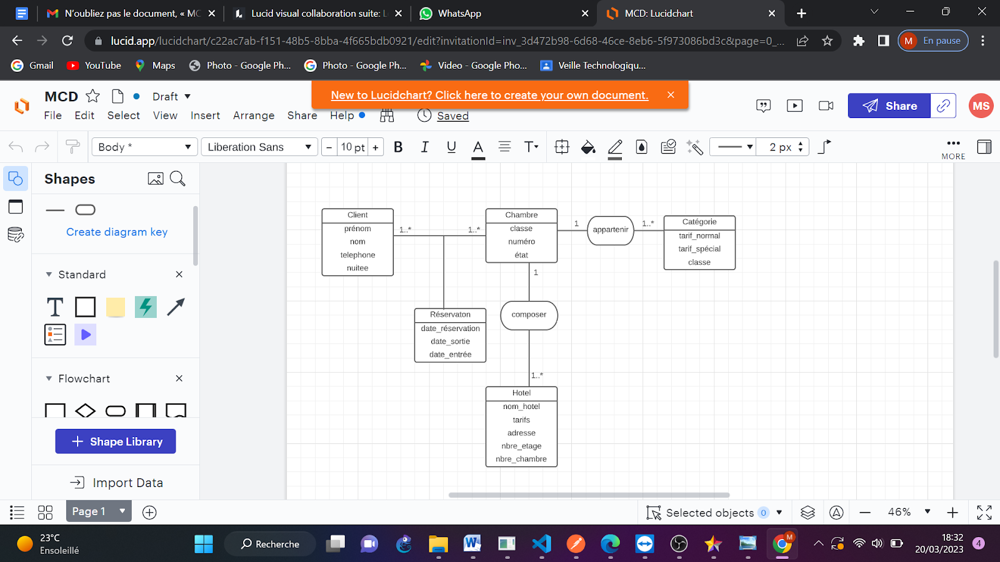 N'oubliez pas le document, « MC
Lucid visual collaboration suite: L
WhatsApp
MCD: Lucidchart
lucid.app/lucidchart/c22ac7ab-f151-48b5-8bba-4f665bdb0921/edit?invitationId=inv_3d472b98-6d68-46ce-8eb6-5f973086bd3c&page=0_...
M En pause
Gmail
YouTube
Maps
Photo - Google Ph...
Photo - Google Ph...
Video - Google Pho...
Veille Technologiqu...
MCD
Draft
New to Lucidchart? Click here to create your own document.
File Edit Select View Insert Arrange Share Help
Saved
Share
MS
Body *
Liberation Sans
- 10 pt +
B I U A T
2 px
MORE
Shapes
Create diagram key
Standard
T
Flowchart
+ Shape Library
Import Data
Client
prénom
nom
telephone
nuitee
1..*
1..*
Chambre
classe
numéro
état
1
appartenir
1..*
Catégorie
tarif_normal
tarif_spécial
classe
1
Réservaton
date_réservation
date_sortie
date_entrée
composer
1..*
Hotel
nom_hotel
tarifs
adresse
nbre_etage
nbre_chambre
Page 1
Selected objects 0
46%
23°C
Ensoleillé
Recherche
M
18:32
20/03/2023
4